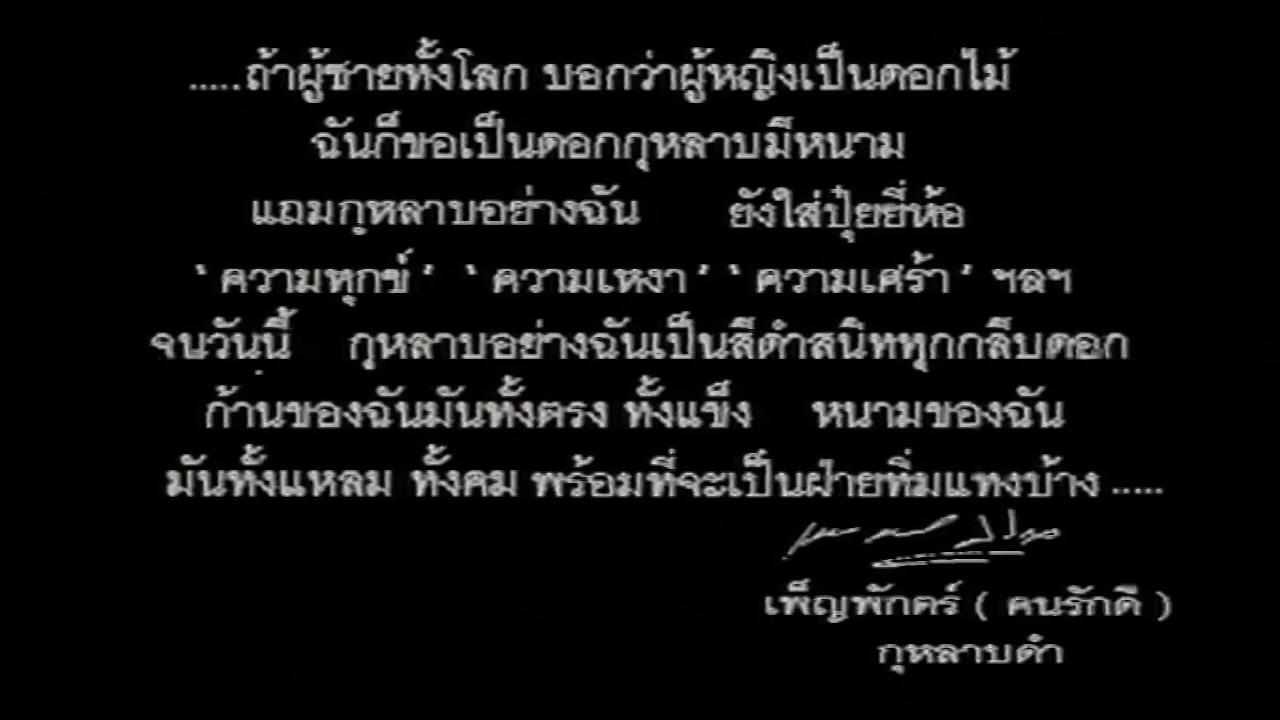 .....ถ้าผู้ชายทั้งโลก บอกว่าผู้หญิงเป็นดอกไม้
ฉันก็ขอเป็นดอกกุหลาบมีหนาม
แถมกุหลาบอย่างฉัน ยังใส่ปุ๋ยยี่ห้อ
‘ความทุกข์’ ‘ความเหงา’ ‘ความเศร้า’ ฯลฯ
จนวันนี้ กุหลาบอย่างฉันเป็นสีดำสนิททุกกลีบดอก
ก้านของฉันมันทั้งตรง ทั้งแข็ง หนามของฉัน
มันทั้งแหลม ทั้งคม พร้อมที่จะเป็นฝ่ายทิ่มแทงบ้าง .....
เพ็ญพักตร์ ( คนรักดี )
กุหลาบดำ